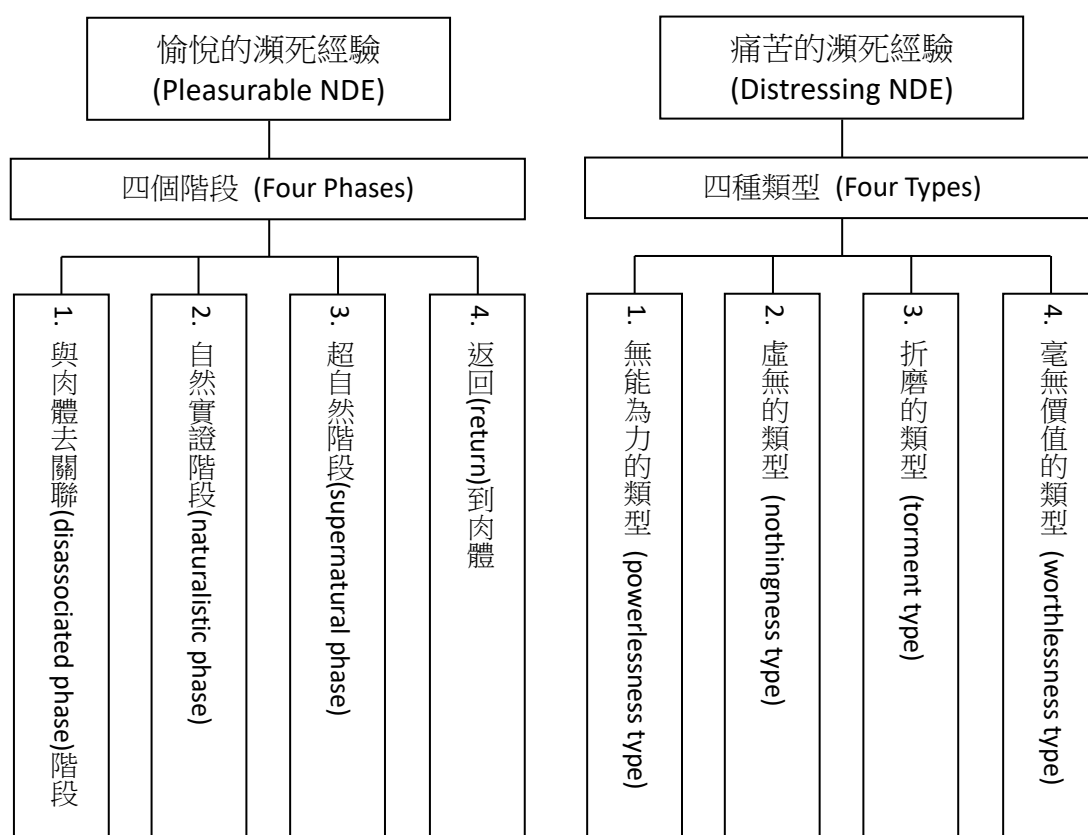 愉悅的瀕死經驗
(Pleasurable NDE)
四個階段 (Four Phases)
1. 與肉體去關聯(disassociated phase)階段
2. 自然實證階段(naturalistic phase)
3. 超自然階段(supernatural phase)
4. 返回(return)到肉體
痛苦的瀕死經驗
(Distressing NDE)
四種類型 (Four Types)
1. 無能為力的類型 (powerlessness type)
2. 虛無的類型 (nothingness type)
3. 折磨的類型 (torment type)
4. 毫無價值的類型 (worthlessness type)